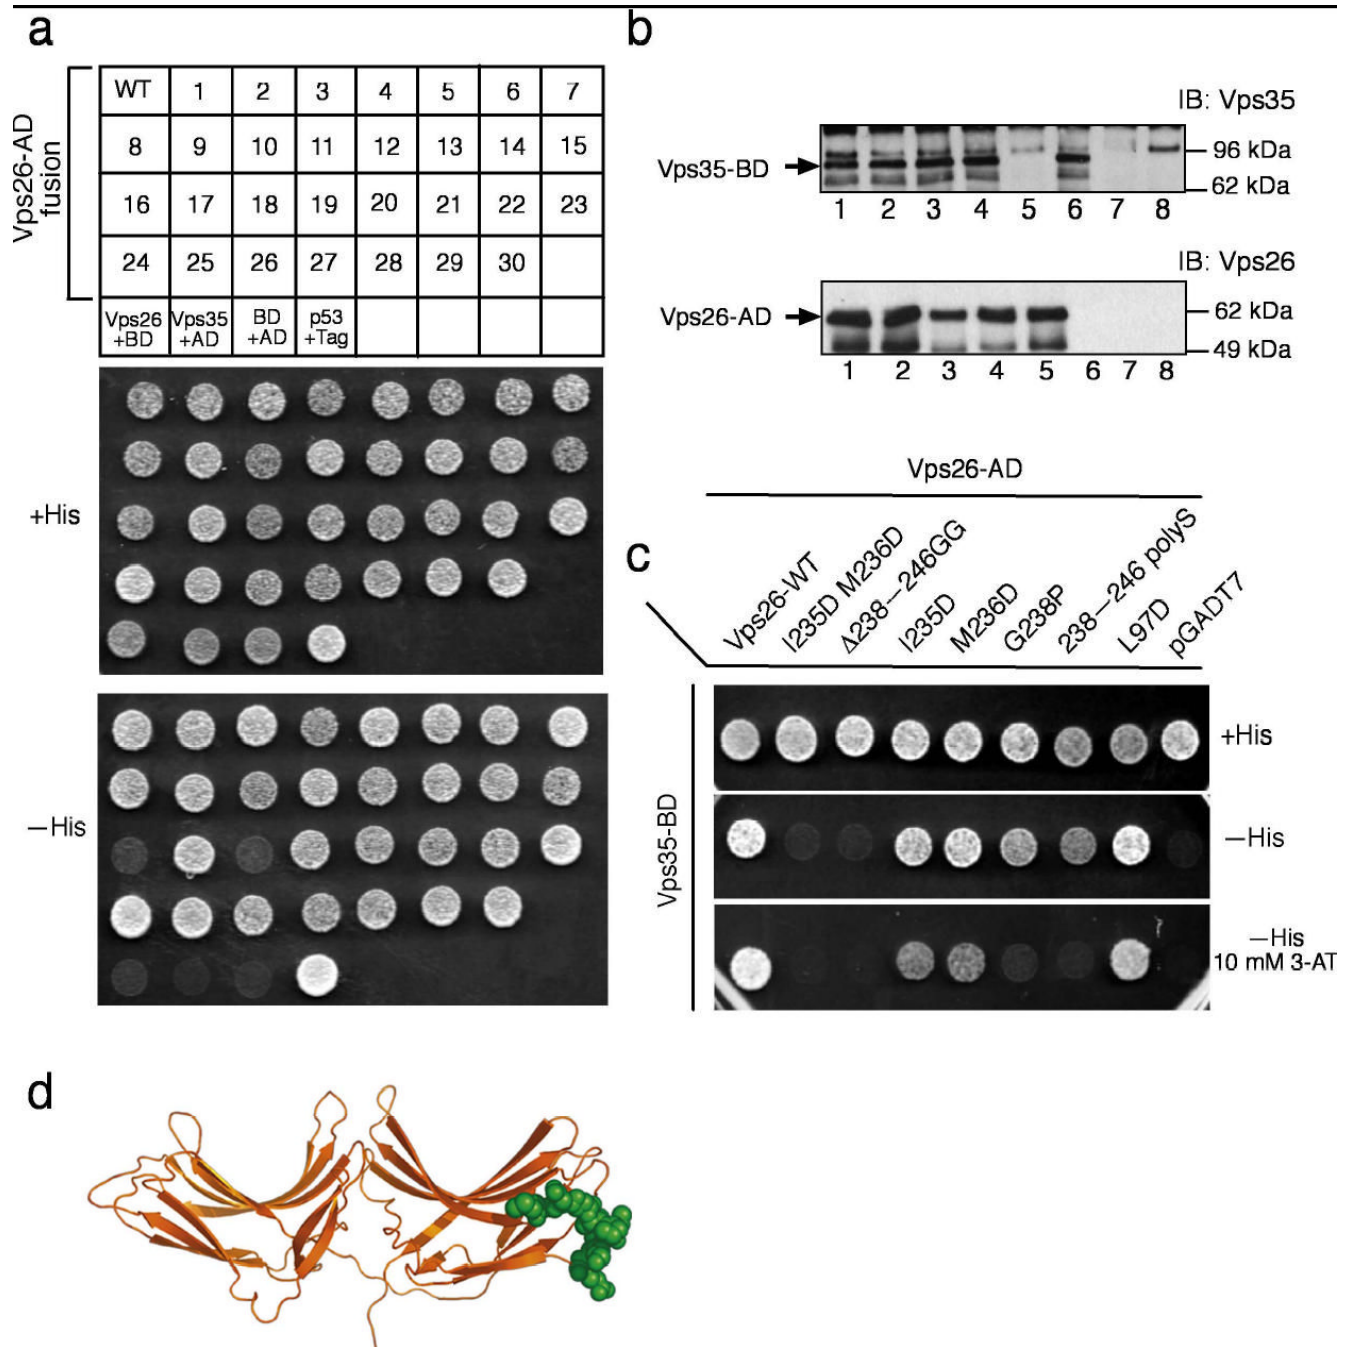 a
Vps26-AD
fusion
WT 1 2 3 4 5 6 7
8 9 10 11 12 13 14 15
16 17 18 19 20 21 22 23
24 25 26 27 28 29 30
Vps26 Vps35 BD p53
+BD +AD +AD +Tag
+His
—His
b
IB: Vps35
Vps35-BD
96 kDa
62 kDa
1 2 3 4 5 6 7 8
IB: Vps26
Vps26-AD
62 kDa
49 kDa
1 2 3 4 5 6 7 8
c
Vps26-AD
Vps26-WT
I235D M236D
Δ238—246GG
I235D
M236D
G238P
238—246 polyS
L97D
pGADT7
Vps35-BD
+His
—His
—His
10 mM 3-AT
d